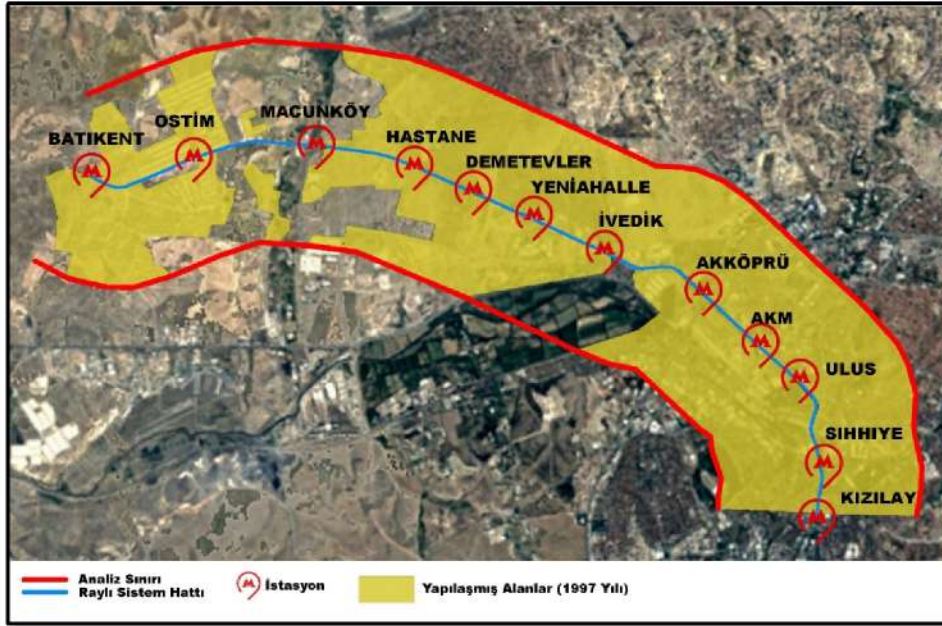 BATIKENT
OSTİM
MACUNKÖY
HASTANE
DEMETEVLER
YENİAHALLE
İVEDİK
AKKÖPRÜ
AKM
ULUS
SIHHIYE
KIZILAY
Analiz Sınırı
Raylı Sistem Hattı
İstasyon
Yapılaşmış Alanlar (1997 Yılı)